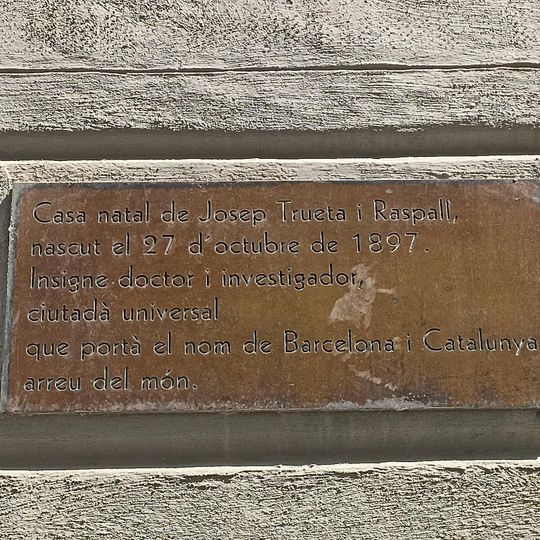 Casa natal de Josep Trueta i Raspall,
nascut el 27 d'octubre de 1897.
Insigne doctor i investigador,
ciutadà universal
que portà el nom de Barcelona i Catalunya
arreu del món.